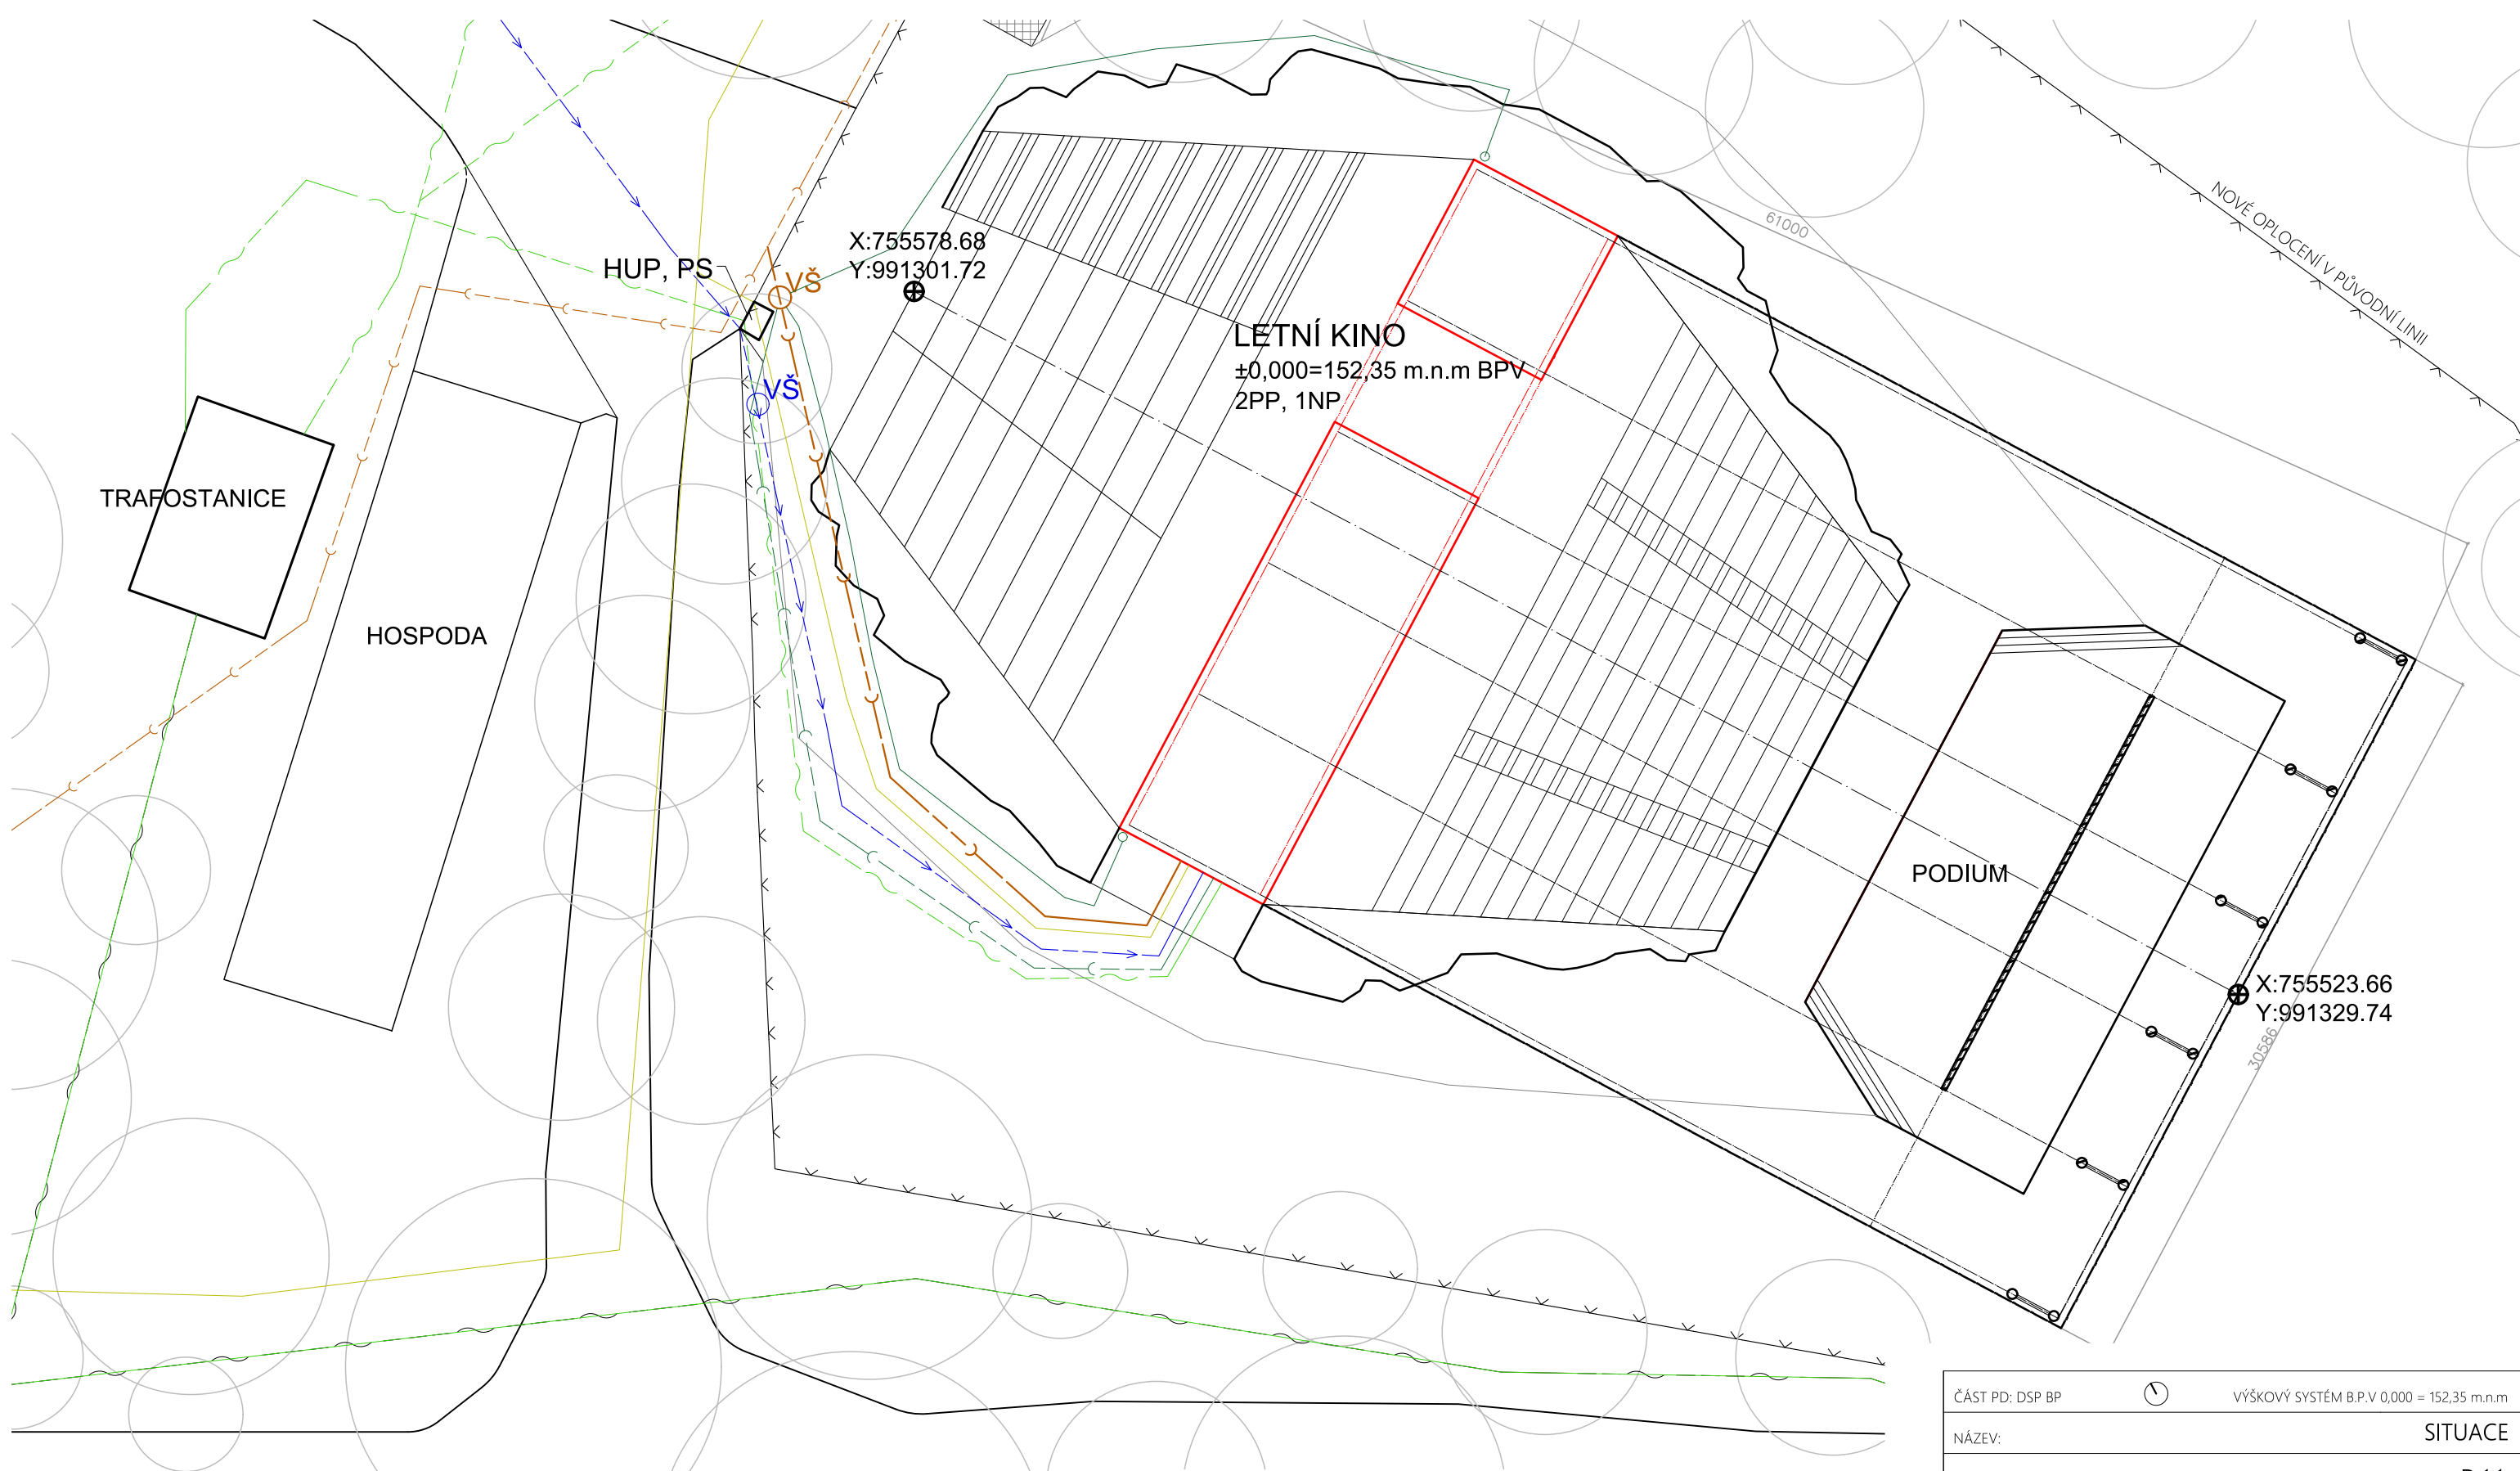 NOVÉ OPLOCENÍ V PŮVODNÍ LINII
61000
X:755578.68
Y:991301.72
HUP, PS
VŠ
VŠ
LETNÍ KINO
±0,000=152,35 m.n.m BPV
2PP, 1NP
TRAFOSTANICE
HOSPODA
PODIUM
X:755523.66
Y:991329.74
30586
ČÁST PD: DSP BP
VÝŠKOVÝ SYSTÉM B.P.V 0,000 = 152,35 m.n.m
NÁZEV:
SITUACE